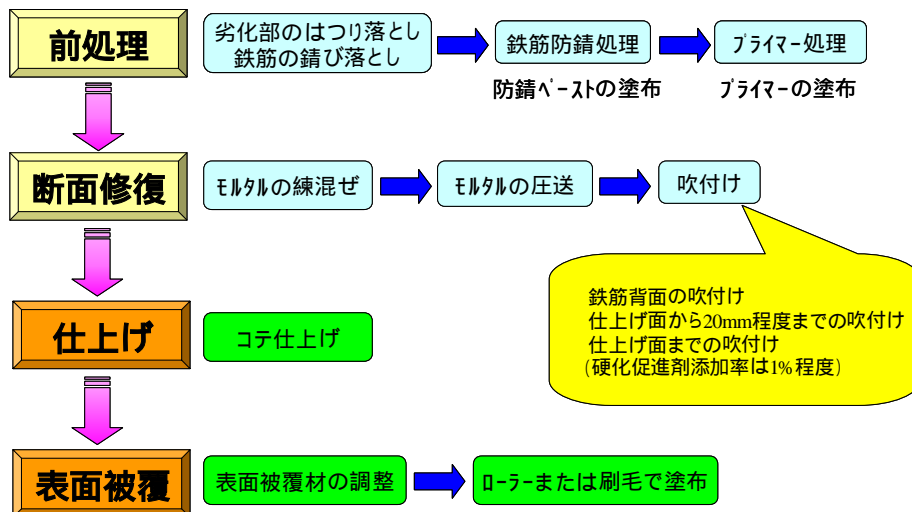 前処理
劣化部のはつり落とし
鉄筋の錆び落とし
鉄筋防錆処理
ﾌﾟﾗｲﾏｰ処理
防錆ﾍﾟｰｽﾄの塗布
ﾌﾟﾗｲﾏｰの塗布
断面修復
ﾓﾙﾀﾙの練混ぜ
ﾓﾙﾀﾙの圧送
吹付け
鉄筋背面の吹付け
仕上げ面から20mm程度までの吹付け
仕上げ面までの吹付け
(硬化促進剤添加率は1%程度)
仕上げ
コテ仕上げ
表面被覆
表面被覆材の調整
ﾛｰﾗｰまたは刷毛で塗布